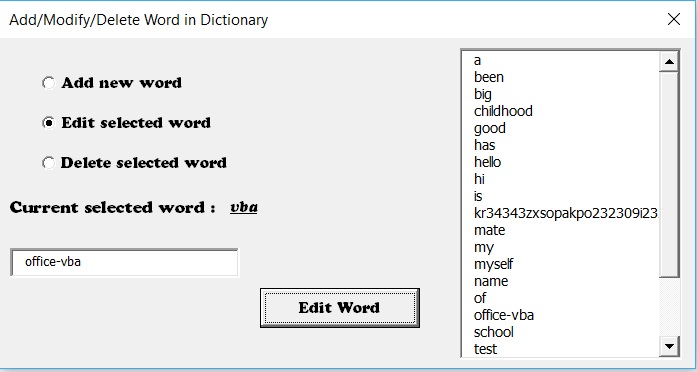 Add/Modify/Delete Word in Dictionary
Add new word
Edit selected word
Delete selected word
Current selected word : vba
office-vba
Edit Word
a
been
big
childhood
good
has
hello
hi
is
kr34343zxsopakpo232309i23
mate
my
myself
name
of
office-vba
school
test